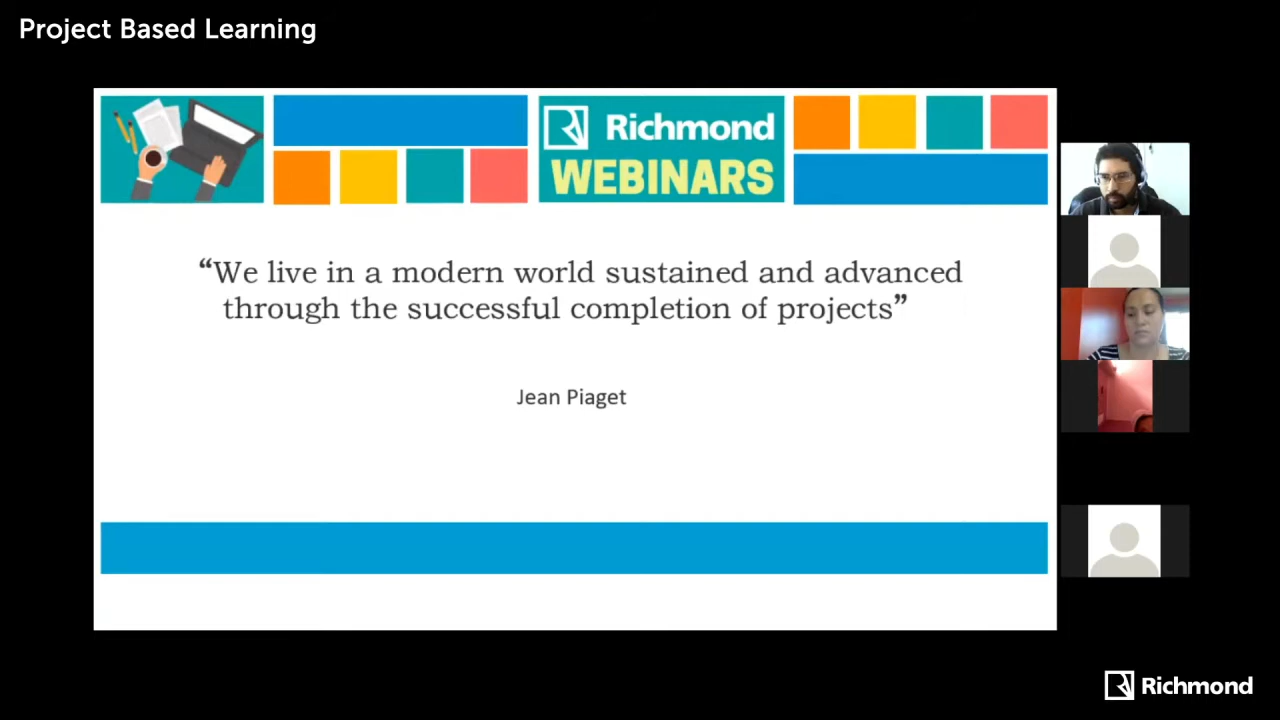 Project Based Learning
Richmond
WEBINARS
“We live in a modern world sustained and advanced
through the successful completion of projects”
Jean Piaget
Richmond